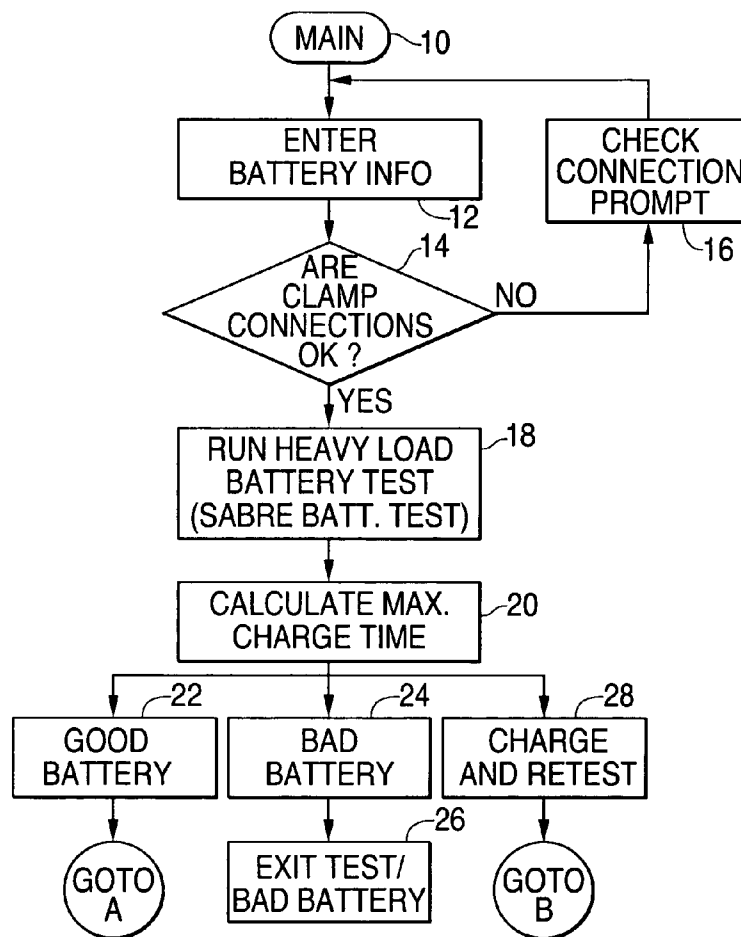 MAIN
10
ENTER
BATTERY INFO
12
CHECK
CONNECTION
PROMPT
16
14
ARE
CLAMP
CONNECTIONS
OK ?
NO
YES
18
RUN HEAVY LOAD
BATTERY TEST
(SABRE BATT. TEST)
CALCULATE MAX.
CHARGE TIME
20
22
GOOD
BATTERY
24
BAD
BATTERY
28
CHARGE
AND RETEST
GOTO
A
26
EXIT TEST/
BAD BATTERY
GOTO
B